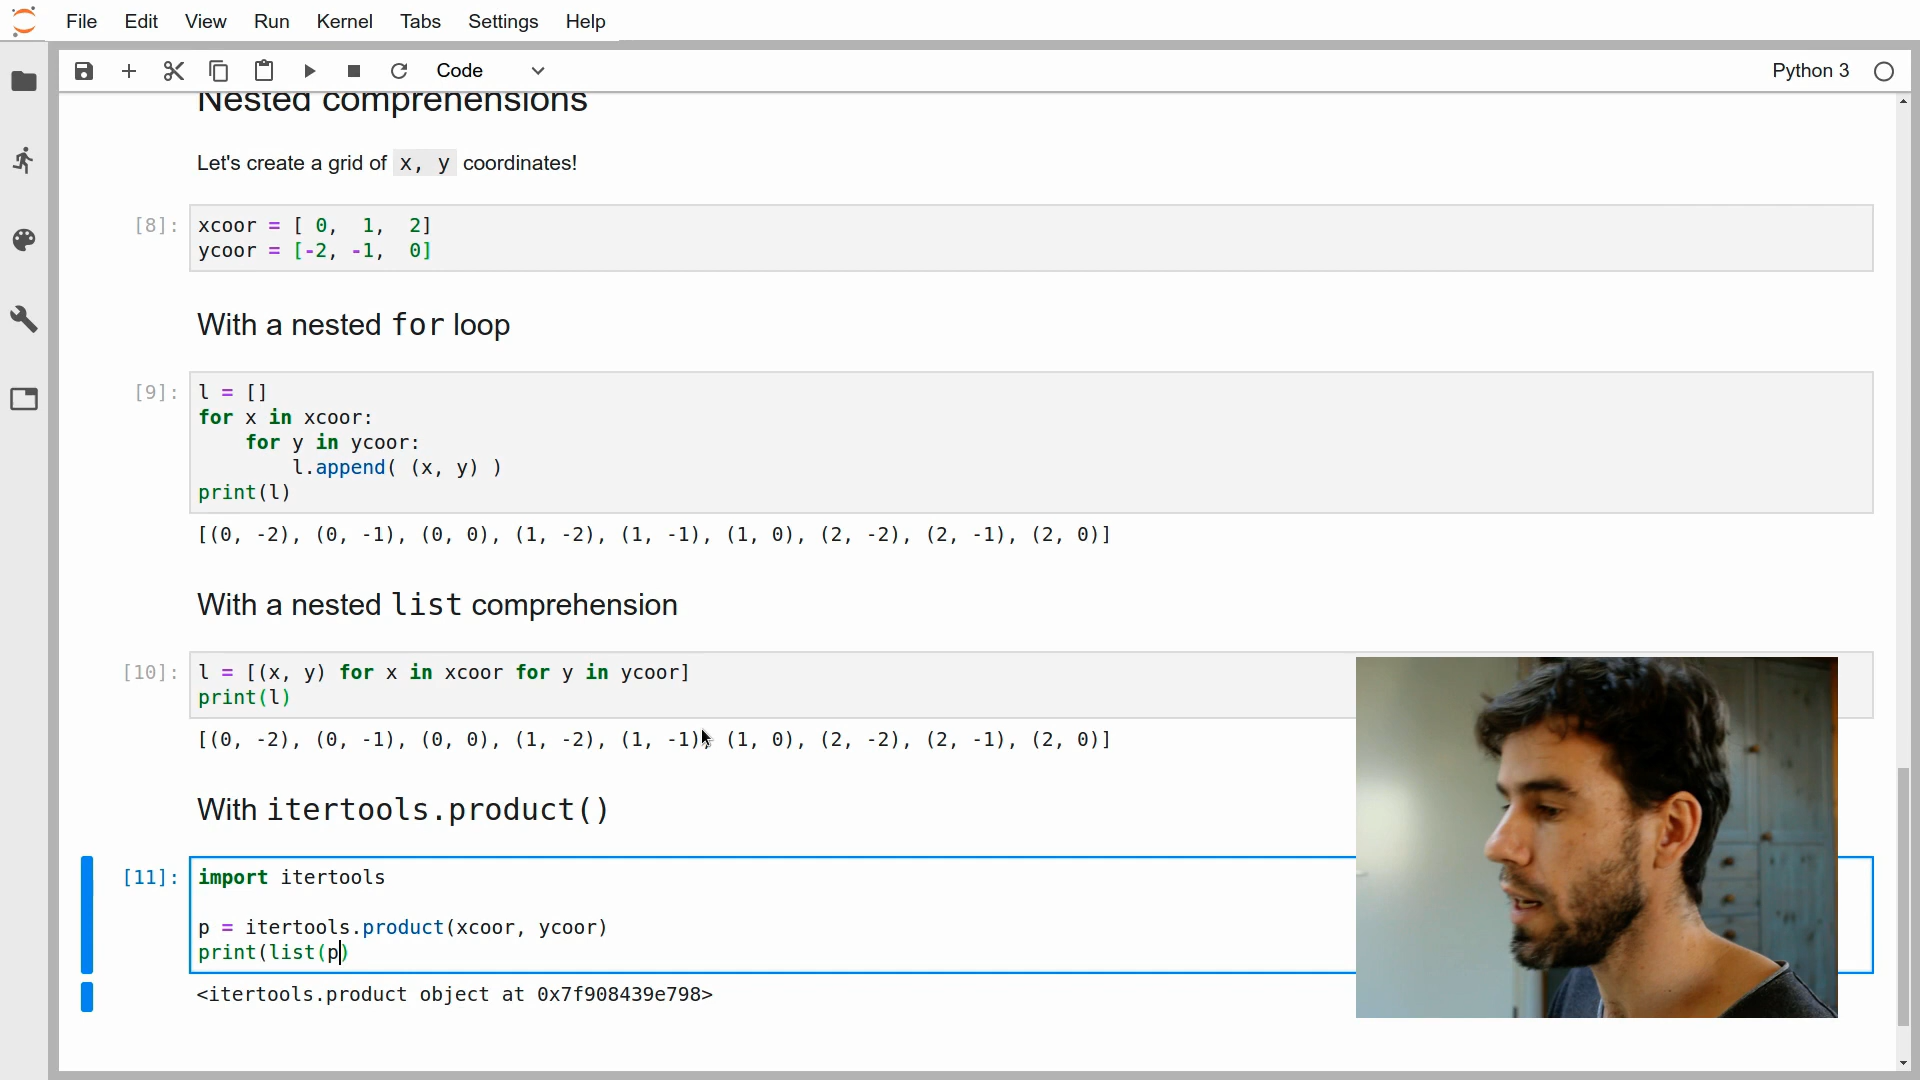 File Edit View Run Kernel Tabs Settings Help
Code Python 3
Nested comprehensions
Let's create a grid of x, y coordinates!
[8]: xcoor = [ 0,  1,  2]
ycoor = [-2, -1,  0]
With a nested for loop
[9]: l = []
for x in xcoor:
    for y in ycoor:
        l.append( (x, y) )
print(l)
[(0, -2), (0, -1), (0, 0), (1, -2), (1, -1), (1, 0), (2, -2), (2, -1), (2, 0)]
With a nested list comprehension
[10]: l = [(x, y) for x in xcoor for y in ycoor]
print(l)
[(0, -2), (0, -1), (0, 0), (1, -2), (1, -1), (1, 0), (2, -2), (2, -1), (2, 0)]
With itertools.product()
[11]: import itertools
p = itertools.product(xcoor, ycoor)
print(list(p)
<itertools.product object at 0x7f908439e798>